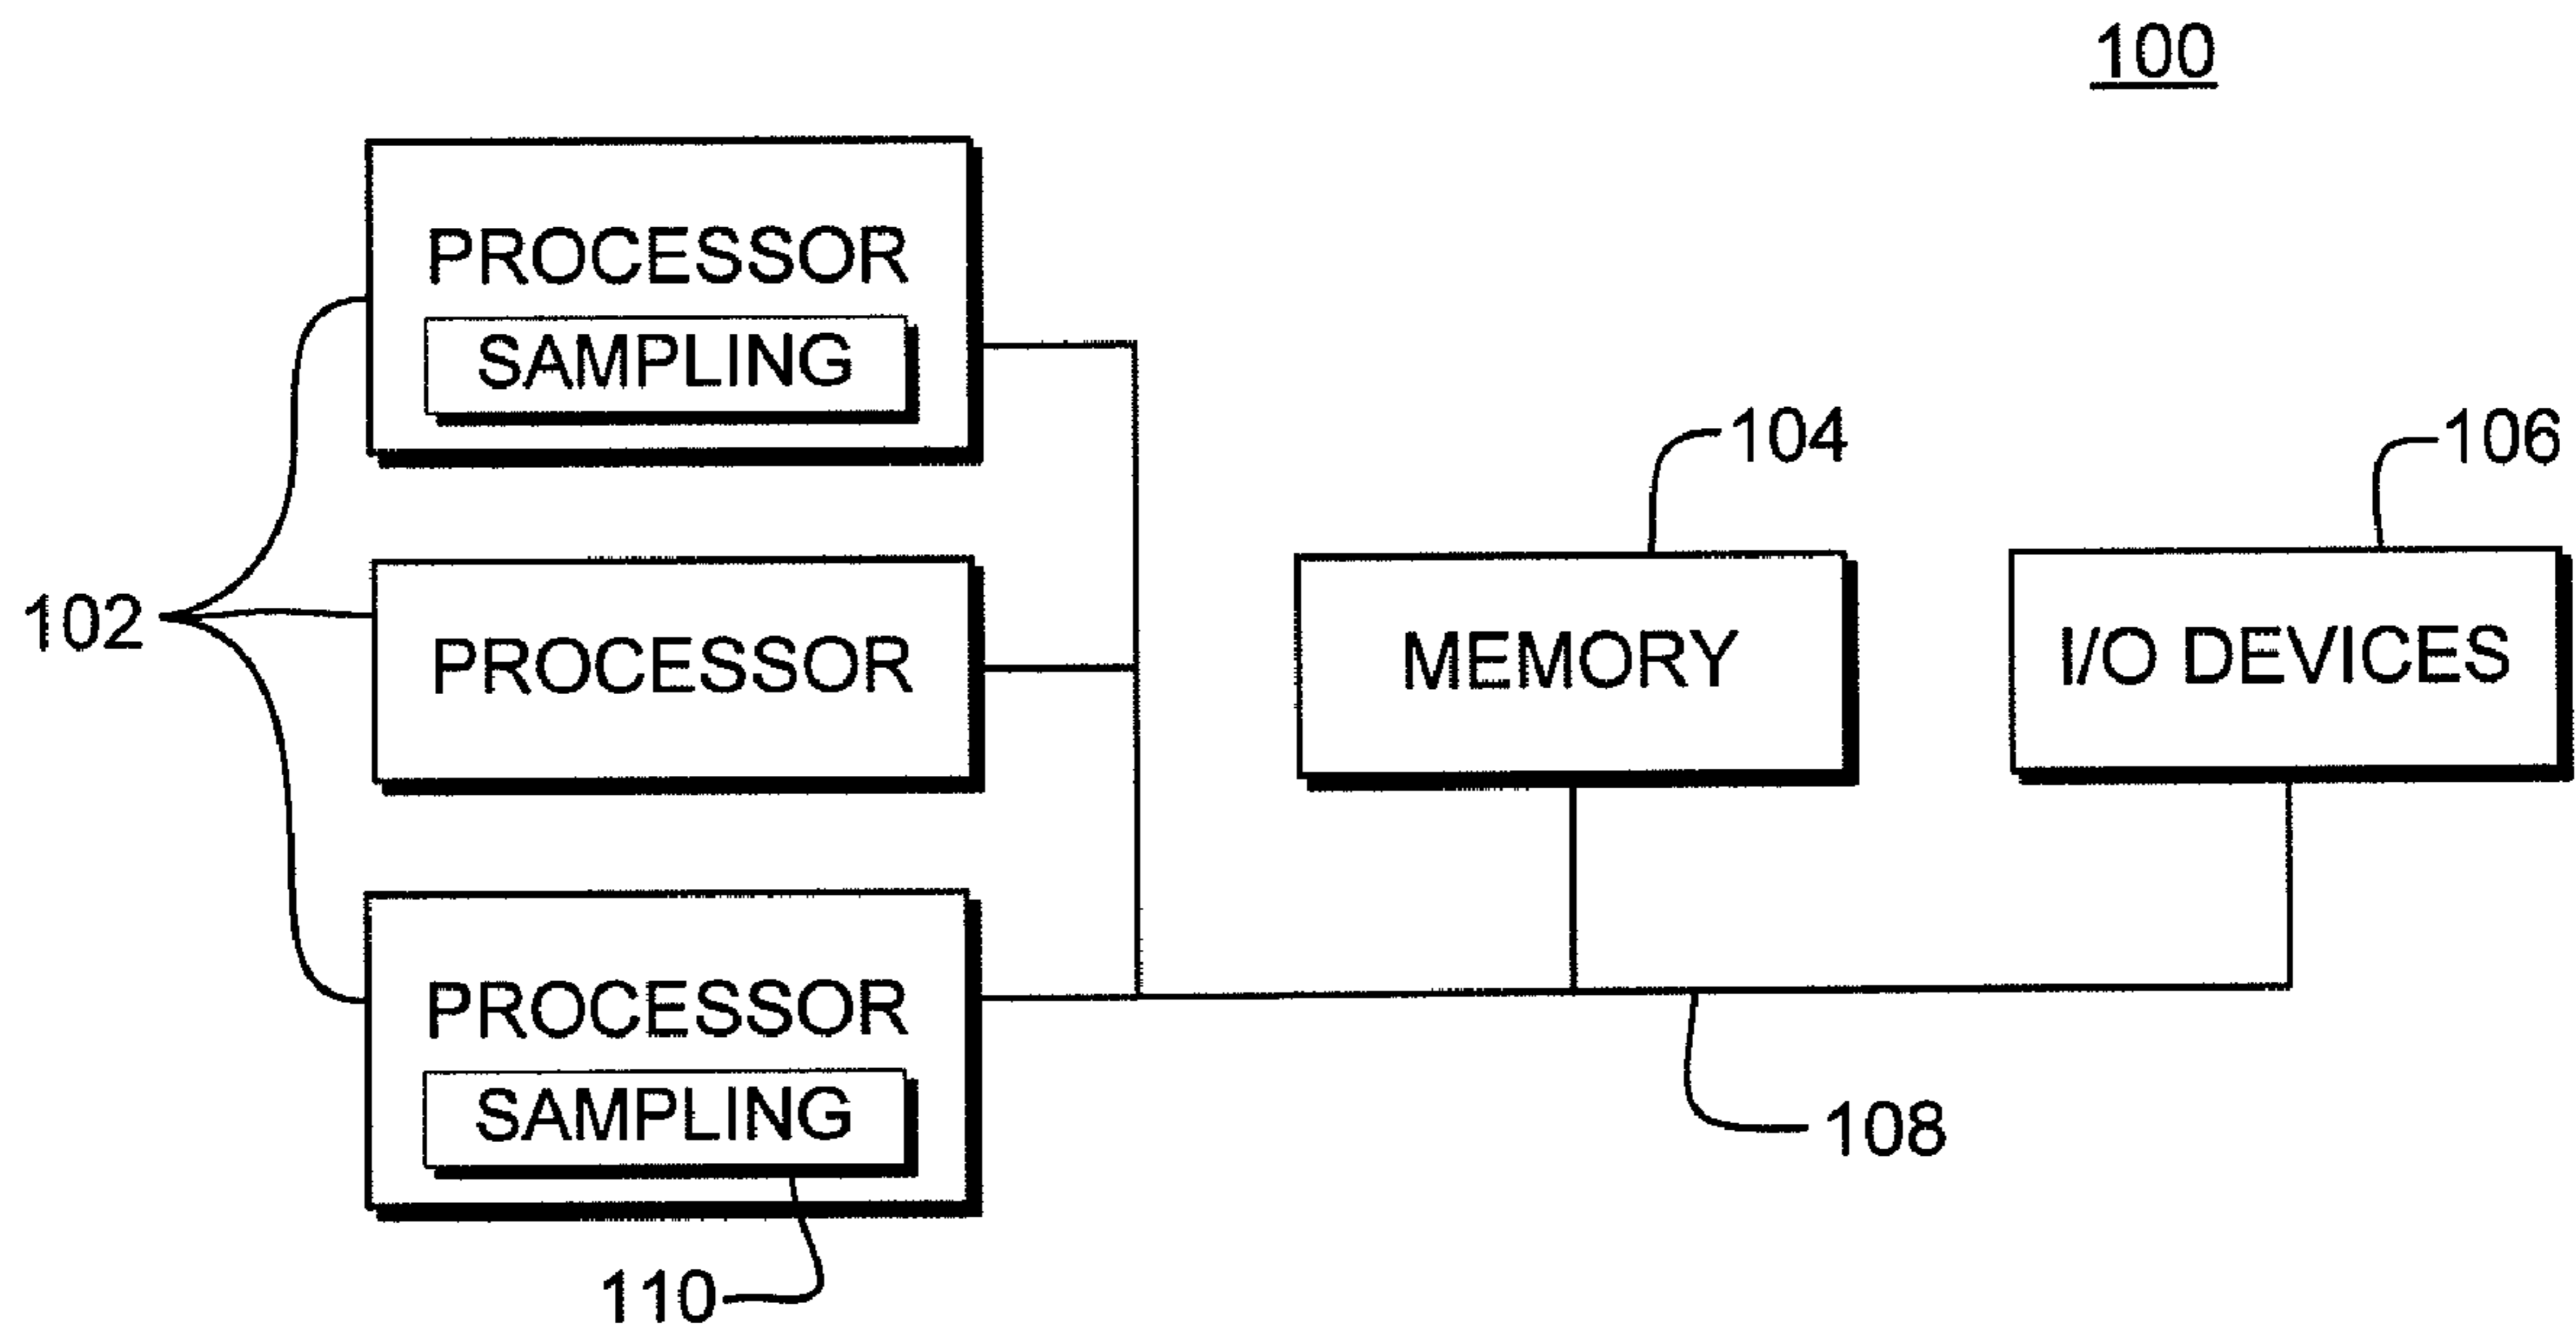 100
PROCESSOR
SAMPLING
104
106
102
PROCESSOR
MEMORY
I/O DEVICES
PROCESSOR
SAMPLING
108
110